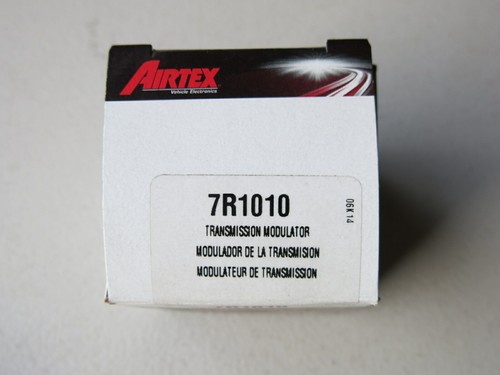 AIRTEX
Vehicle Electronics
7R1010
TRANSMISSION MODULATOR
MODULADOR DE LA TRANSMISION
MODULATEUR DE TRANSMISSION
06K14